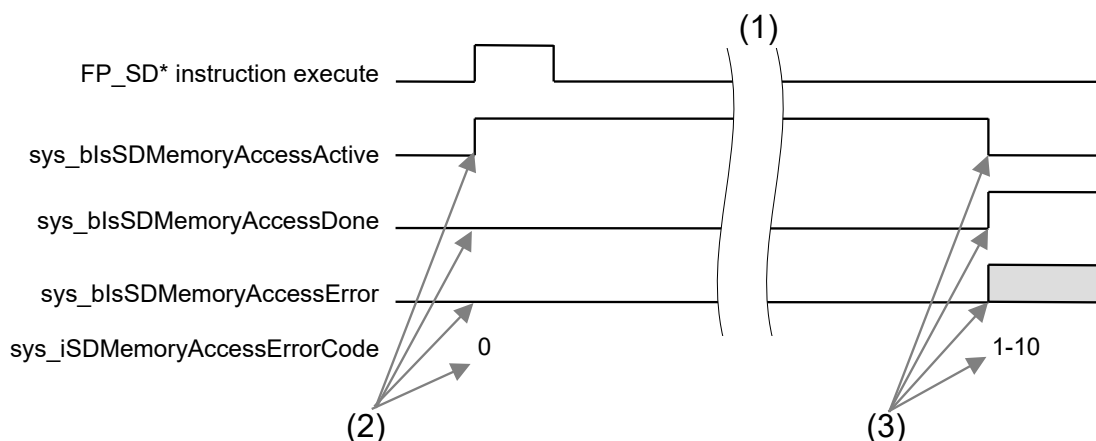 (1)
FP_SD* instruction execute
sys_bIsSDMemoryAccessActive
sys_bIsSDMemoryAccessDone
sys_bIsSDMemoryAccessError
sys_iSDMemoryAccessErrorCode 0 1-10
(2) (3)